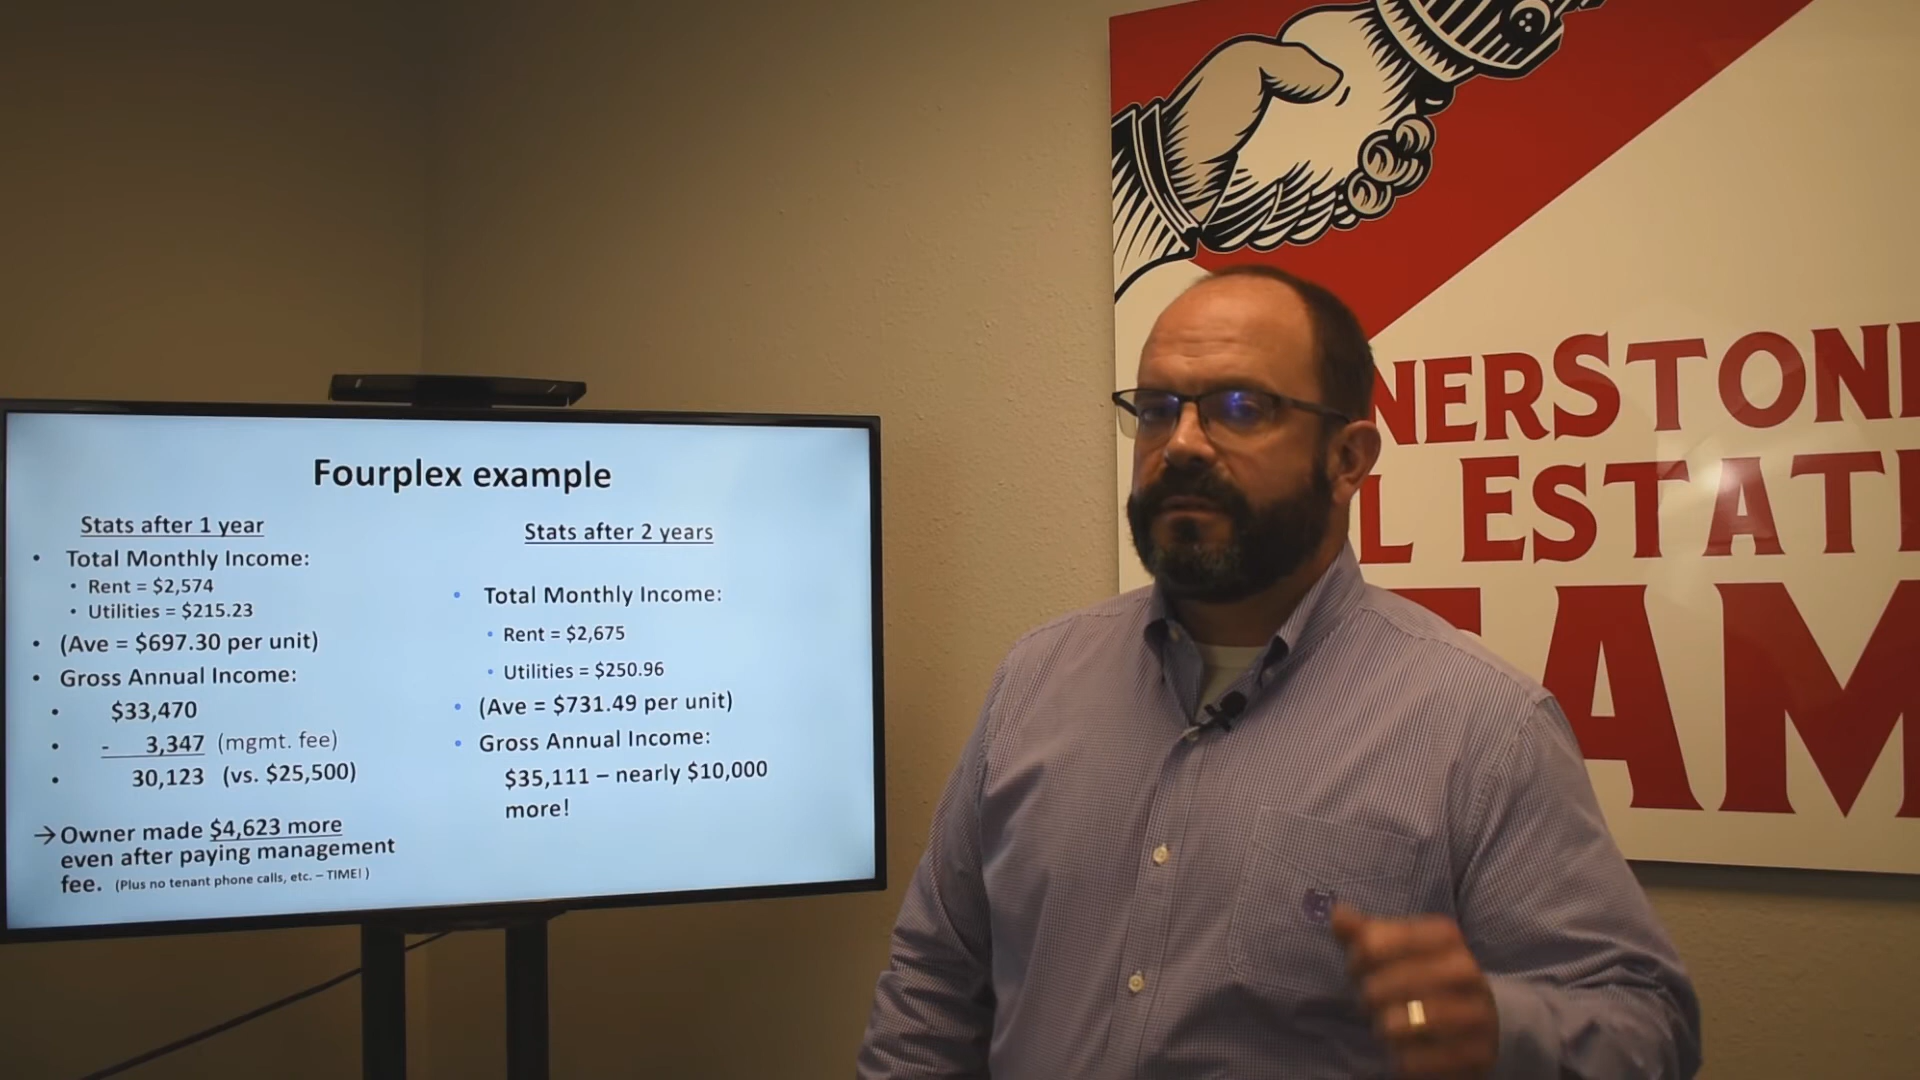 Fourplex example
Stats after 1 year
• Total Monthly Income:
• Rent = $2,574
• Utilities = $215.23
• (Ave = $697.30 per unit)
• Gross Annual Income:
• $33,470
• - 3,347 (mgmt. fee)
• 30,123 (vs. $25,500)
→ Owner made $4,623 more
even after paying management
fee. (Plus no tenant phone calls, etc. – TIME! )
Stats after 2 years
• Total Monthly Income:
• Rent = $2,675
• Utilities = $250.96
• (Ave = $731.49 per unit)
• Gross Annual Income:
$35,111 – nearly $10,000
more!
NERSTONE
L ESTAT
EAM